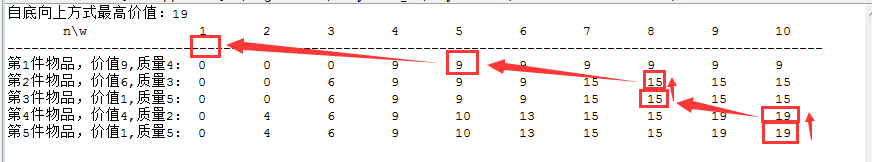 自底向上方式最高价值：19
n\w 1 2 3 4 5 6 7 8 9 10
第1件物品，价值9,质量4： 0 0 0 9 9 9 9 9 9 9
第2件物品，价值6,质量3： 0 0 6 9 9 9 15 15 15 15
第3件物品，价值1,质量5： 0 0 6 9 9 9 15 15 15 15
第4件物品，价值4,质量2： 0 4 6 9 10 13 15 15 19 19
第5件物品，价值1,质量5： 0 4 6 9 10 13 15 15 19 19